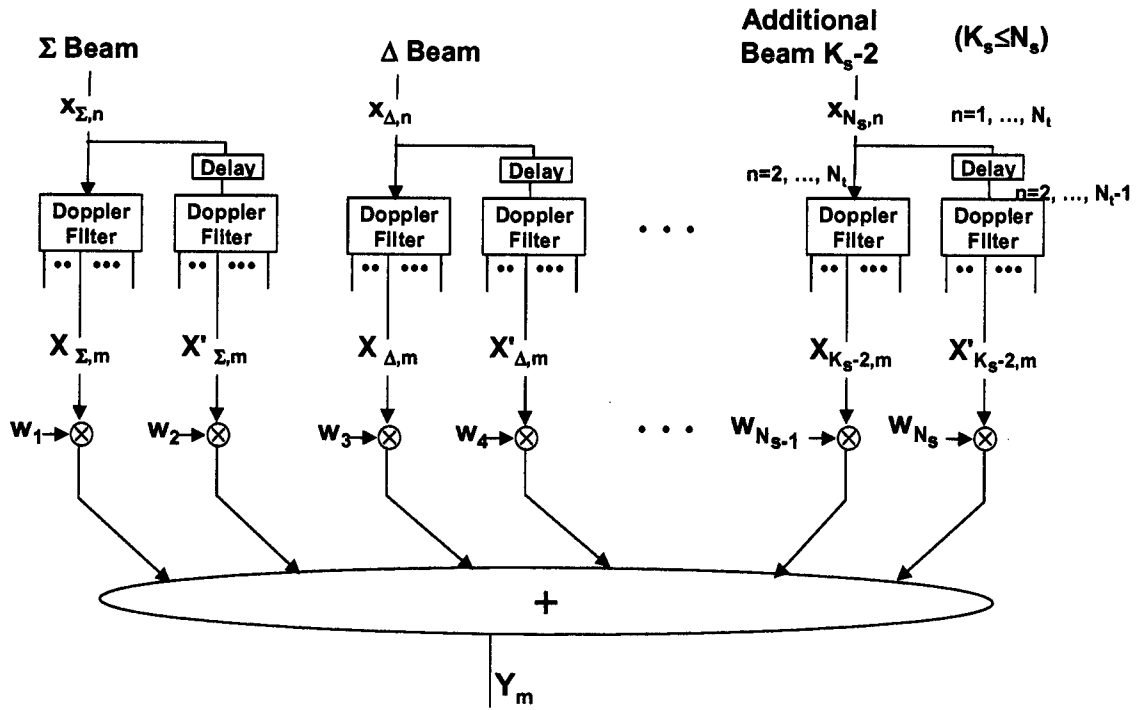 Σ Beam
Δ Beam
Additional
Beam K_s-2
(K_s≤N_s)
x_Σ,n
x_Δ,n
x_N_s,n
n=1, ..., N_t
Delay
Delay
n=2, ..., N_t
Delay
n=2, ..., N_t-1
Doppler
Filter
Doppler
Filter
Doppler
Filter
Doppler
Filter
• • •
Doppler
Filter
Doppler
Filter
X_Σ,m
X'_Σ,m
X_Δ,m
X'_Δ,m
X_K_s-2,m
X'_K_s-2,m
w_1
w_2
w_3
w_4
• • •
w_N_s-1
w_N_s
+
Y_m